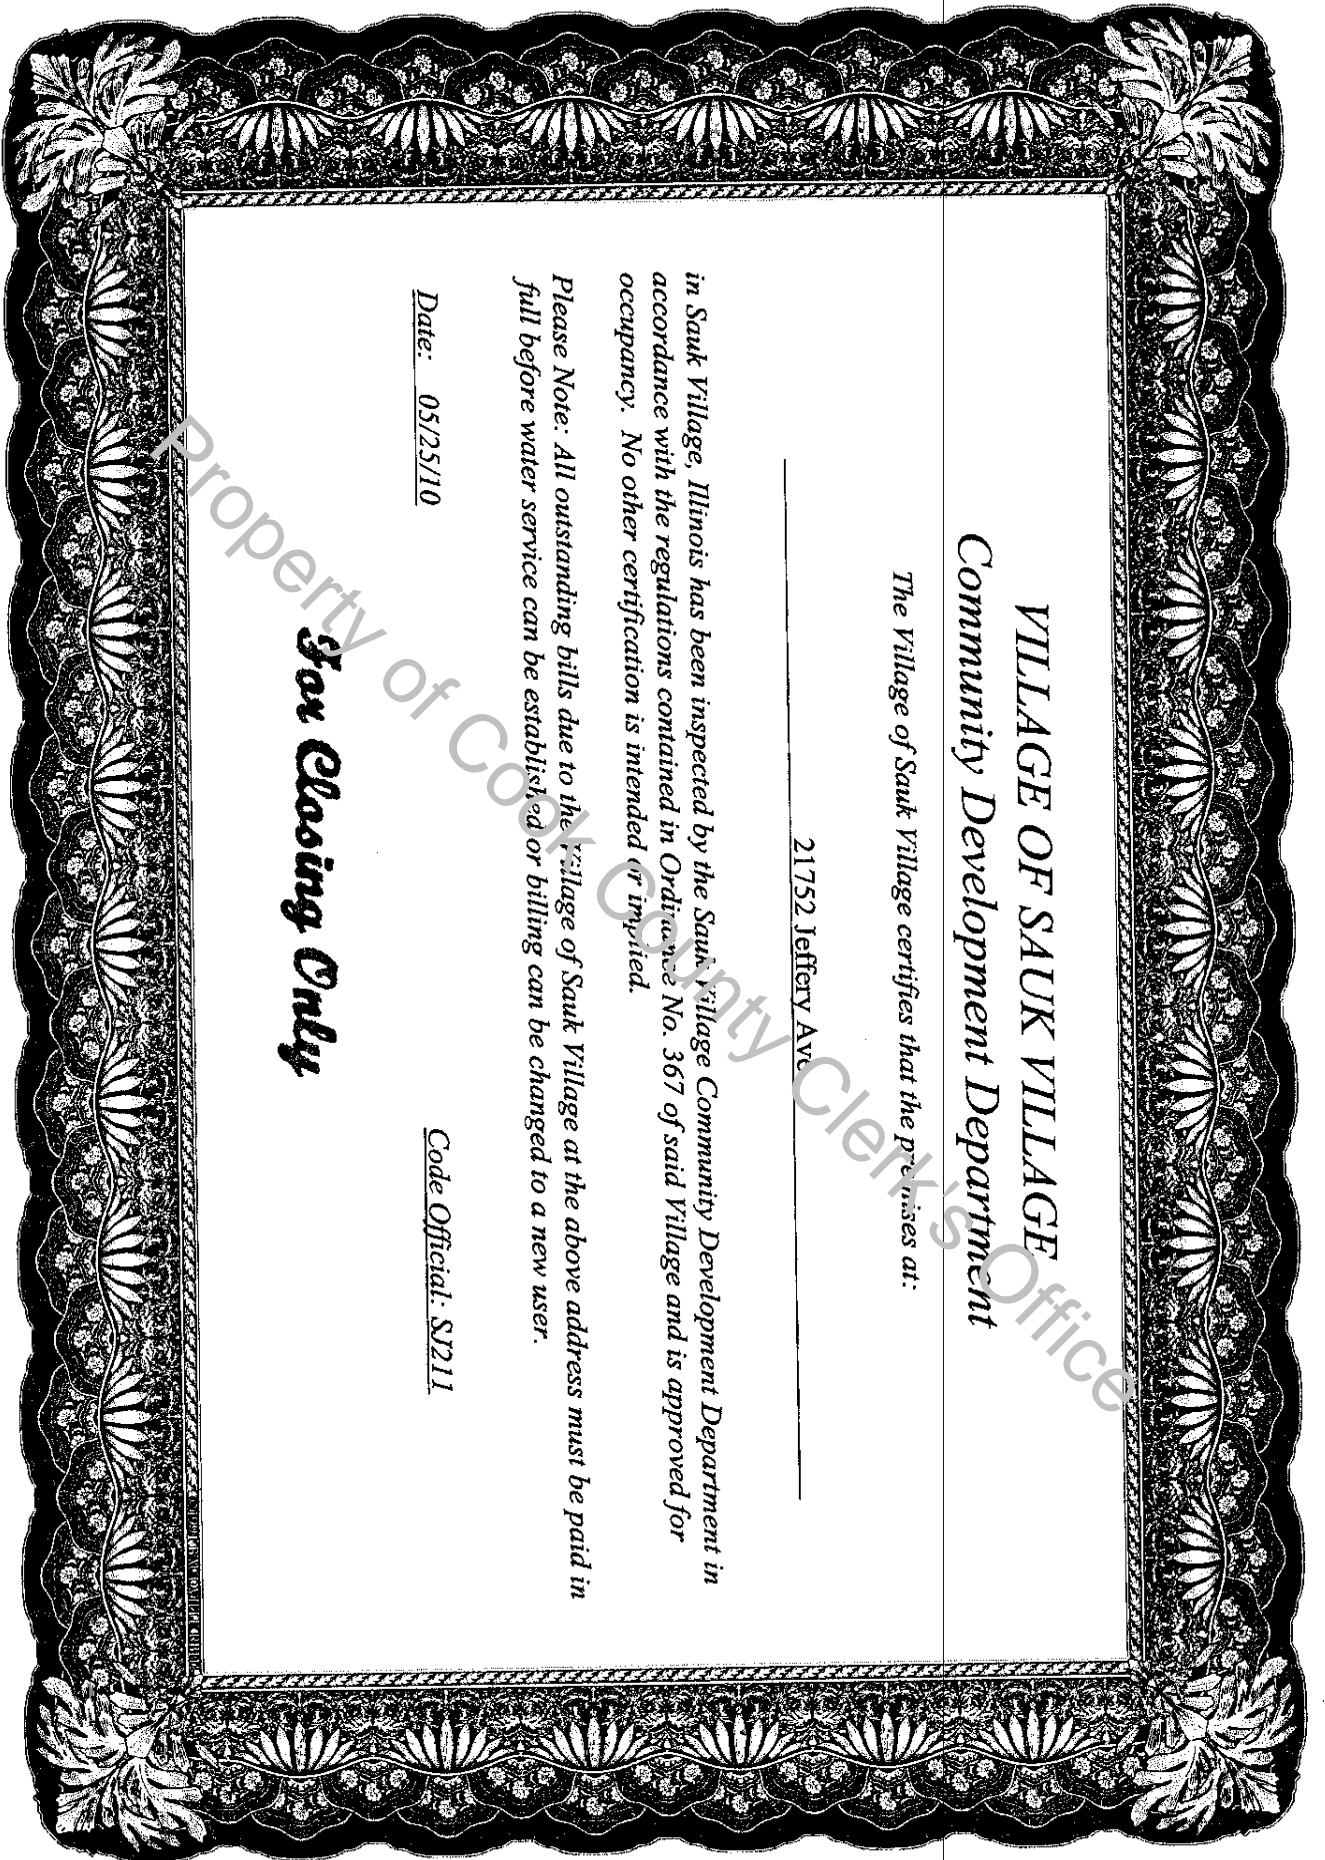 VILLAGE OF SAUK VILLAGE
Community Development Department
The Village of Sauk Village certifies that the premises at:
21752 Jeffery Ave
in Sauk Village, Illinois has been inspected by the Sauk Village Community Development Department in
accordance with the regulations contained in Ordinance No. 367 of said Village and is approved for
occupancy. No other certification is intended or implied.
Please Note: All outstanding bills due to the Village of Sauk Village at the above address must be paid in
full before water service can be established or billing can be changed to a new user.
Date: 05/25/10
Code Official: SJ211
For Closing Only
Property of Cook County Clerk's Office